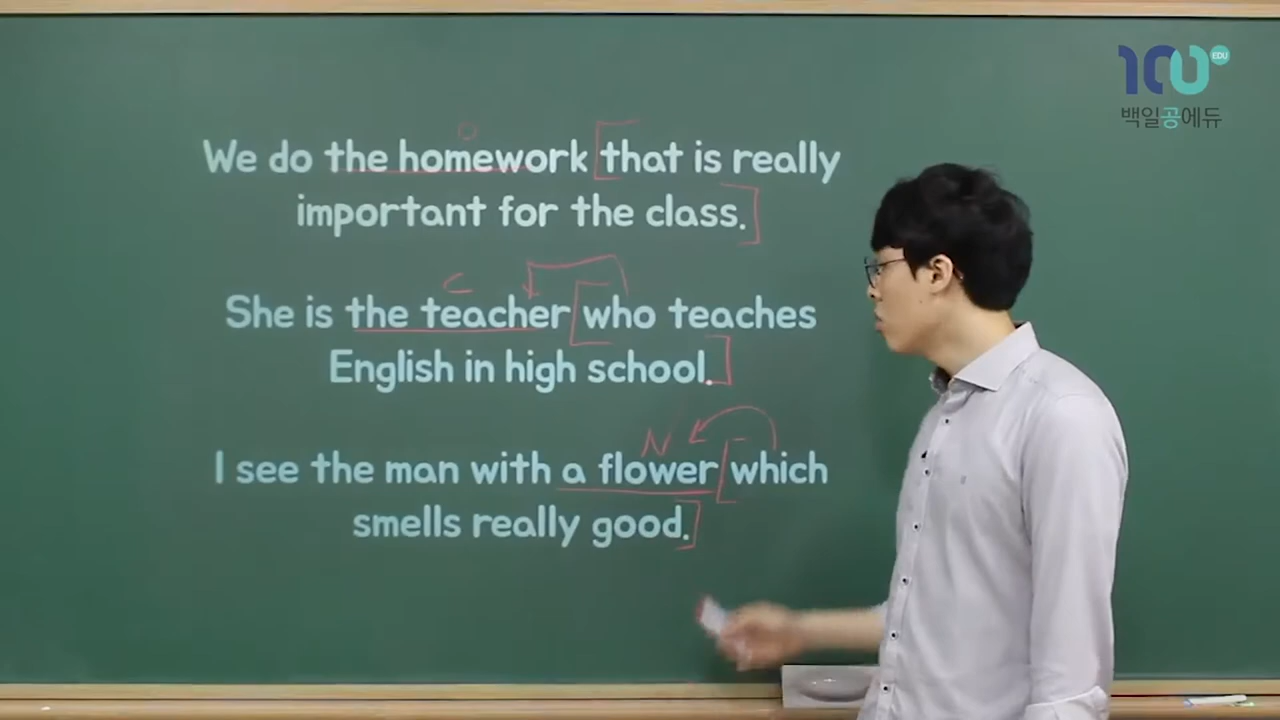 100 EDU
백일공에듀
O
We do the homework [that is really
important for the class.]
C
She is the teacher [who teaches
English in high school.]
N
I see the man with a flower [which
smells really good.]